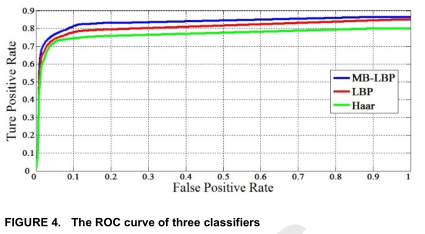 0.9
0.8
0.7
0.6
0.5
0.4
0.3
0.2
0.1
0
Ture Positive Rate
MB-LBP
LBP
Haar
0 0.1 0.2 0.3 0.4 0.5 0.6 0.7 0.8 0.9 1
False Positive Rate
FIGURE 4. The ROC curve of three classifiers